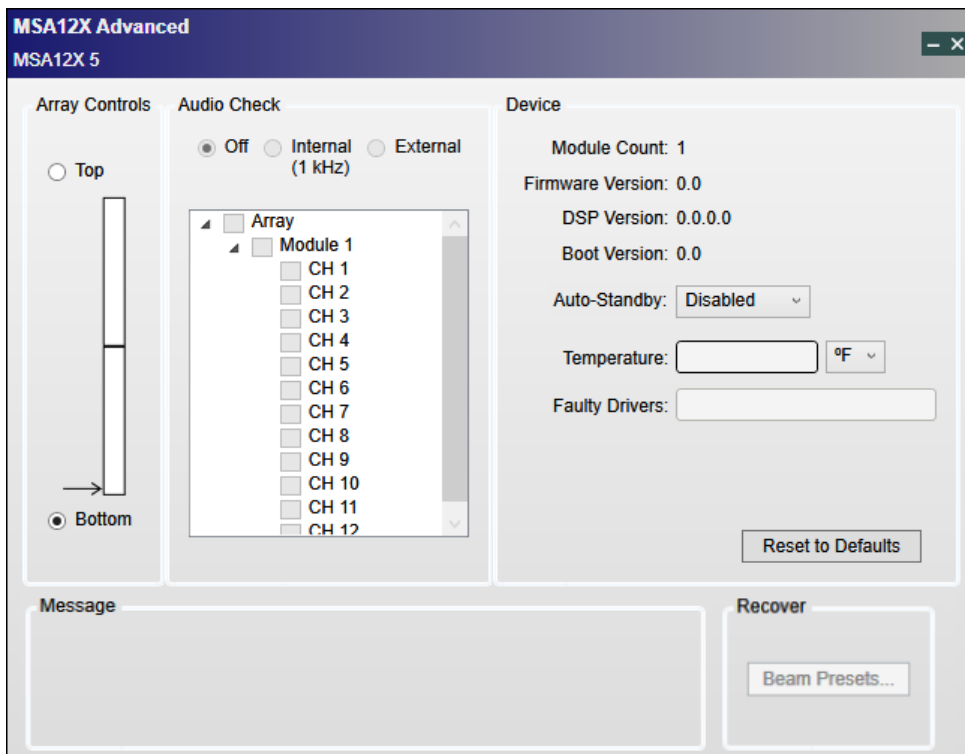 MSA12X Advanced
MSA12X 5
Array Controls
Top
Bottom
Audio Check
Off
Internal
(1 kHz)
External
Array
Module 1
CH 1
CH 2
CH 3
CH 4
CH 5
CH 6
CH 7
CH 8
CH 9
CH 10
CH 11
CH 12
Device
Module Count: 1
Firmware Version: 0.0
DSP Version: 0.0.0.0
Boot Version: 0.0
Auto-Standby: Disabled
Temperature: ºF
Faulty Drivers:
Reset to Defaults
Message
Recover
Beam Presets...